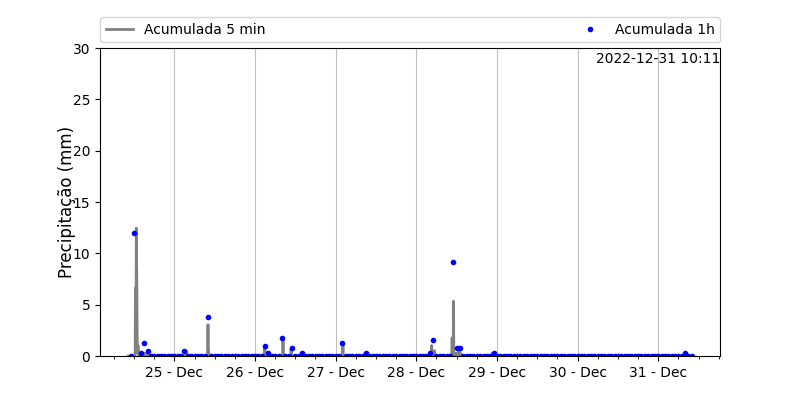 Acumulada 5 min
Acumulada 1h
2022-12-31 10:11
Precipitação (mm)
30
25
20
15
10
5
0
25 - Dec
26 - Dec
27 - Dec
28 - Dec
29 - Dec
30 - Dec
31 - Dec